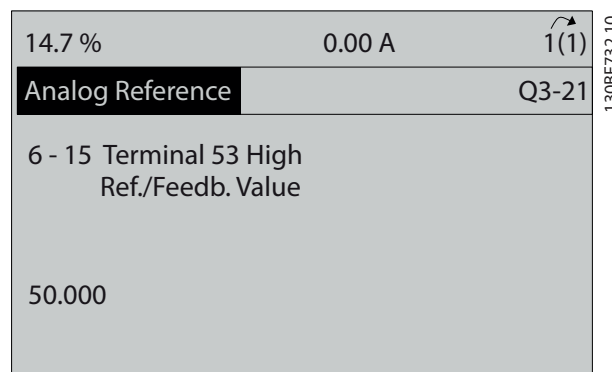 14.7 % 0.00 A 1(1)
Analog Reference Q3-21
6 - 15 Terminal 53 High
Ref./Feedb. Value
50.000
130BF732.10